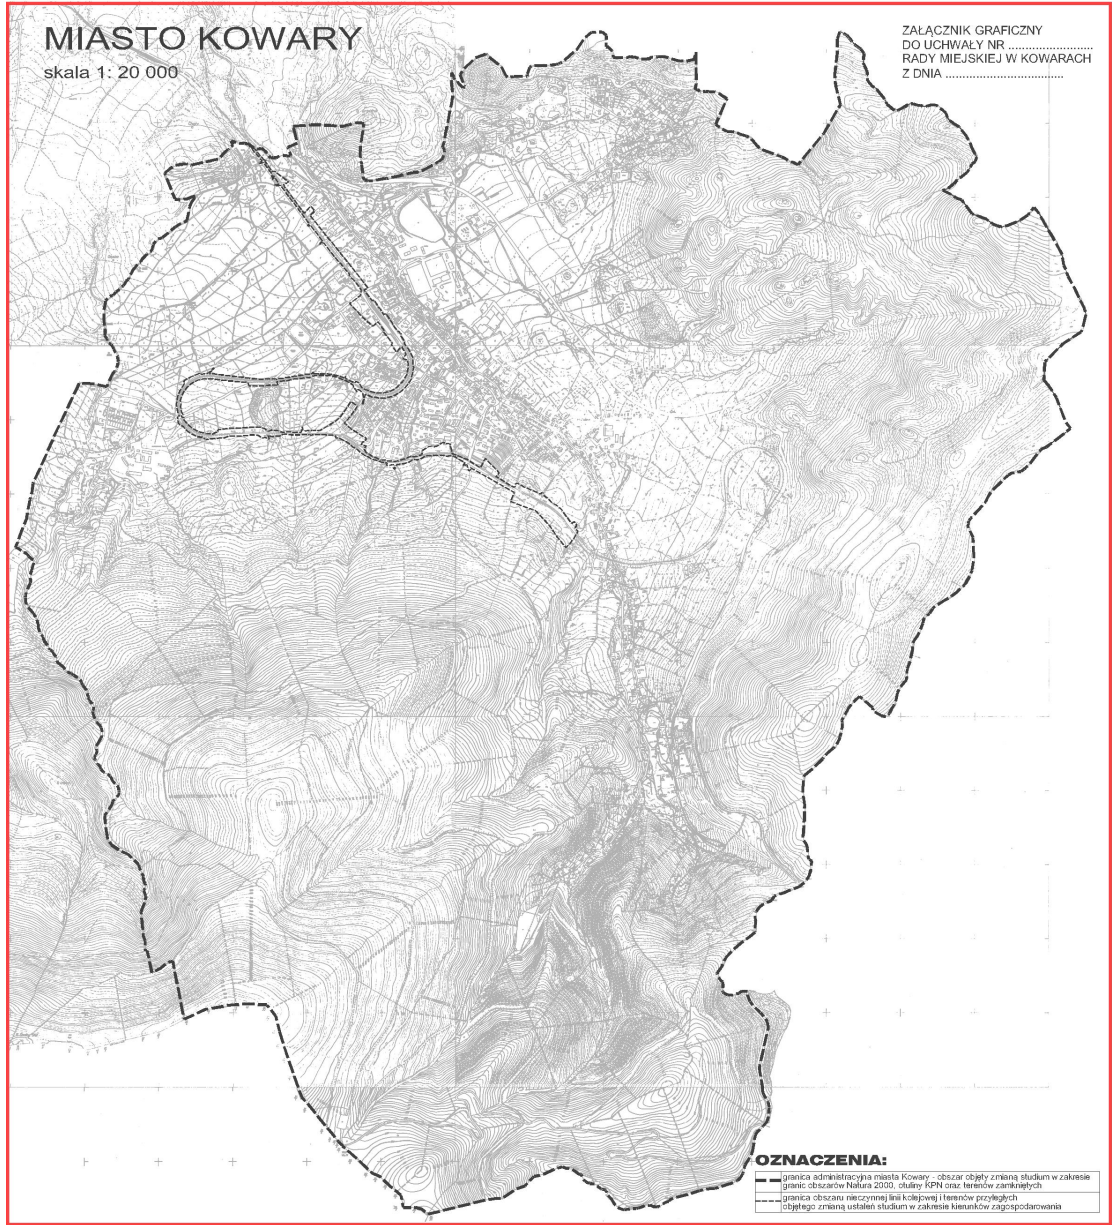 MIASTO KOWARY
skala 1: 20 000
ZAŁĄCZNIK GRAFICZNY
DO UCHWAŁY NR ........................
RADY MIEJSKIEJ W KOWARACH
Z DNIA ..................................
OZNACZENIA:
granica administracyjna miasta Kowary - obszar objęty zmianą studium w zakresie
granic obszarów Natura 2000, otuliny KPN oraz terenów zamkniętych
granica obszaru nieczynnej linii kolejowej i terenów przyległych
objętego zmianą ustaleń studium w zakresie kierunków zagospodarowania